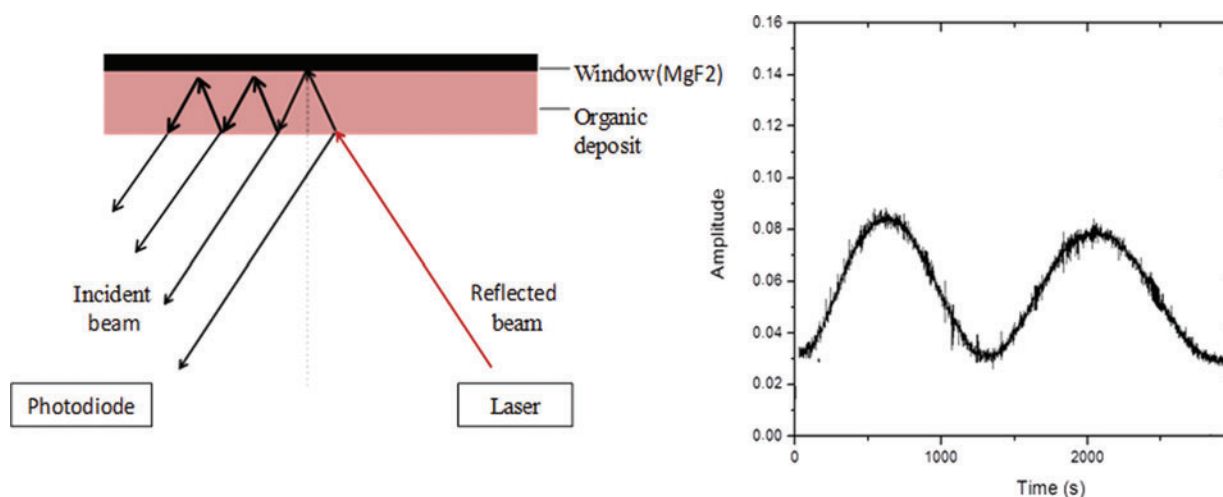 Window(MgF2)
Organic
deposit
Incident
beam
Reflected
beam
Photodiode
Laser
0.16
0.14
0.12
0.10
0.08
0.06
0.04
0.02
0.00
Amplitude
0
1000
2000
Time (s)